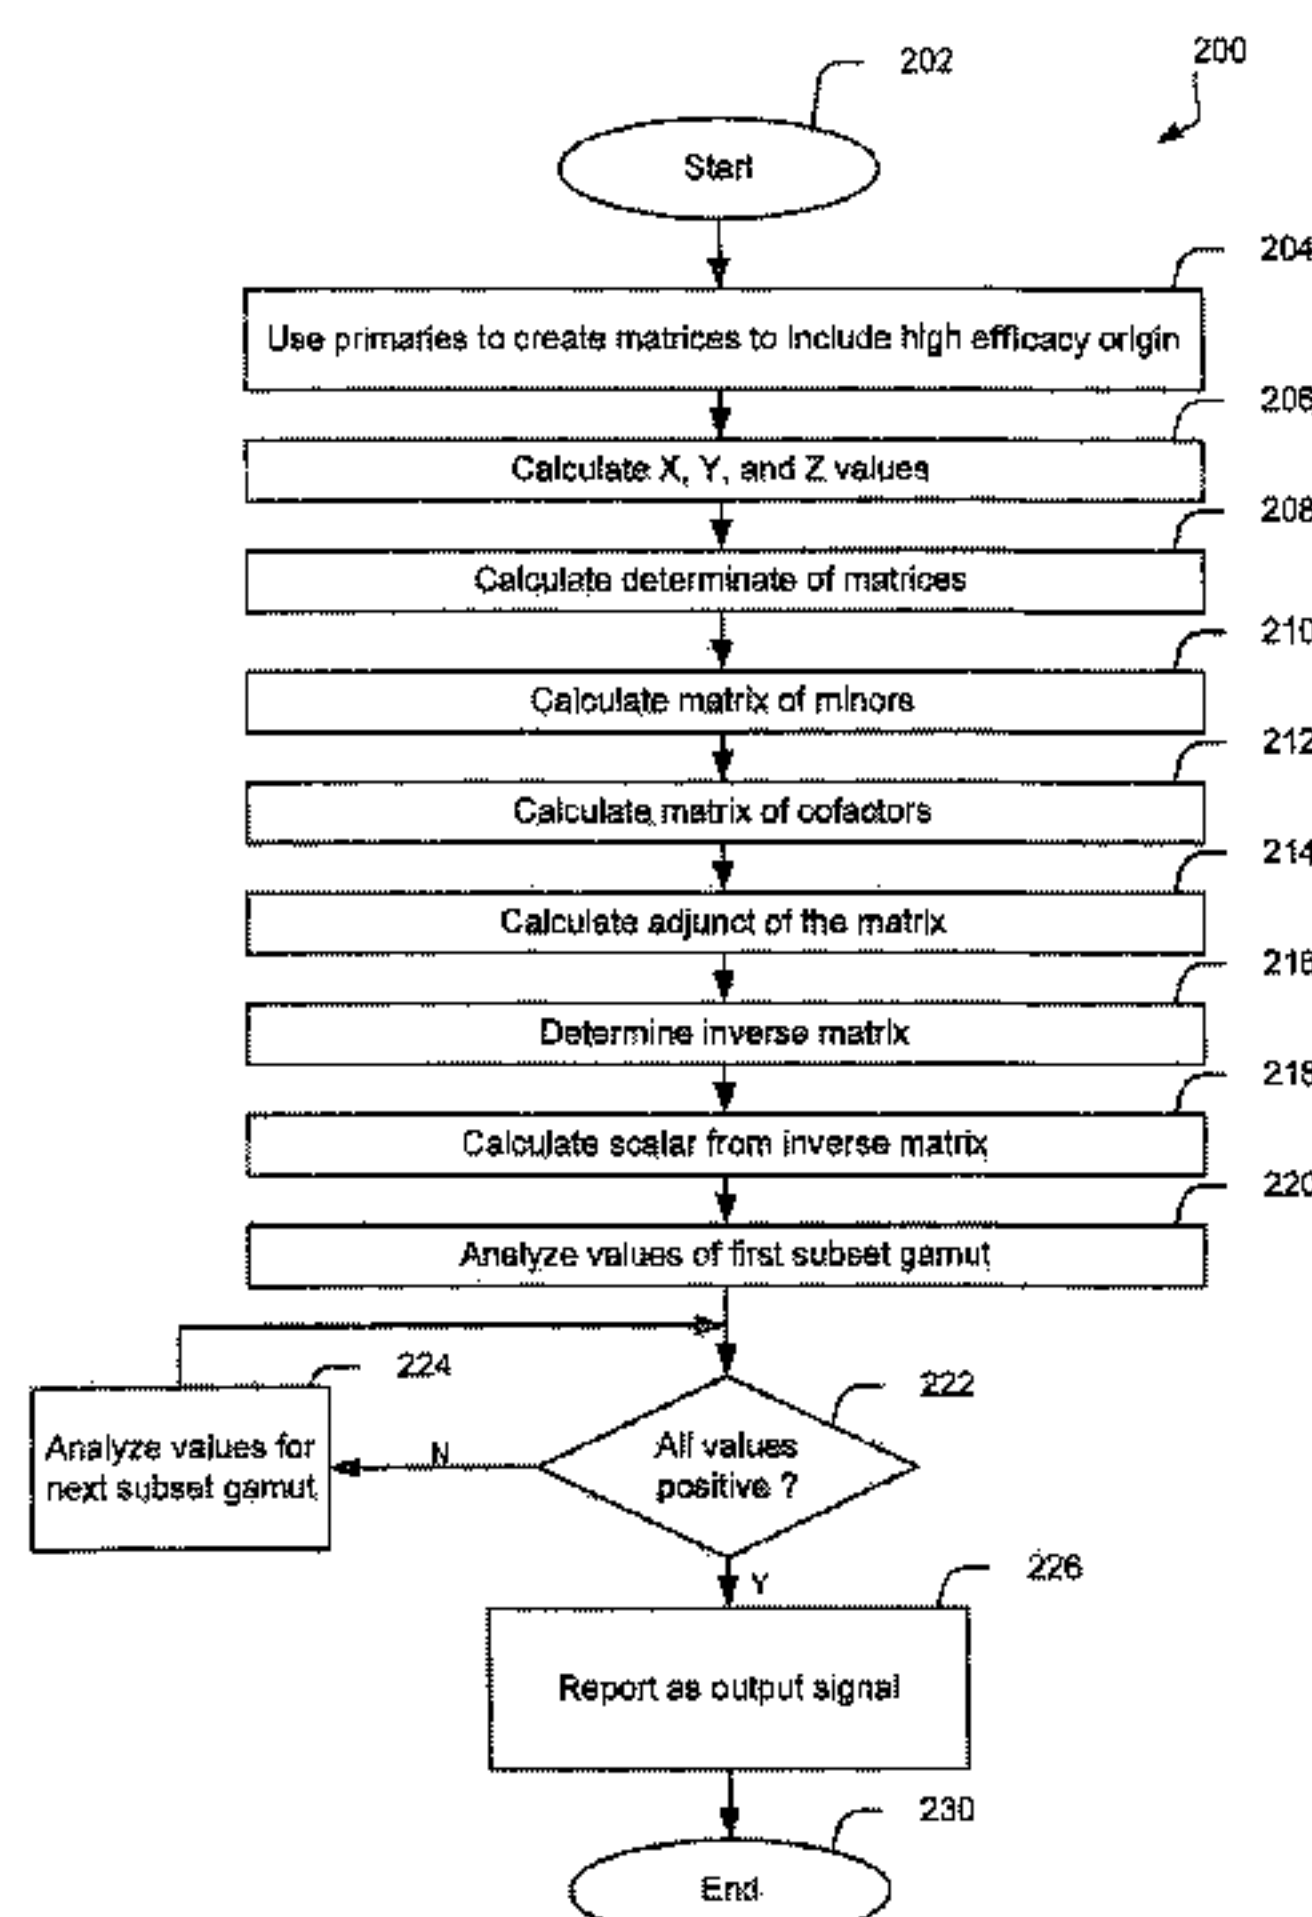 202
200
Start
204
Use primaries to create matrices to include high efficacy origin
206
Calculate X, Y, and Z values
208
Calculate determinate of matrices
210
Calculate matrix of minors
212
Calculate matrix of cofactors
214
Calculate adjunct of the matrix
216
Determine inverse matrix
218
Calculate scalar from inverse matrix
220
Analyze values of first subset gamut
224
222
Analyze values for
next subset gamut
N
All values
positive ?
Y
226
Report as output signal
230
End